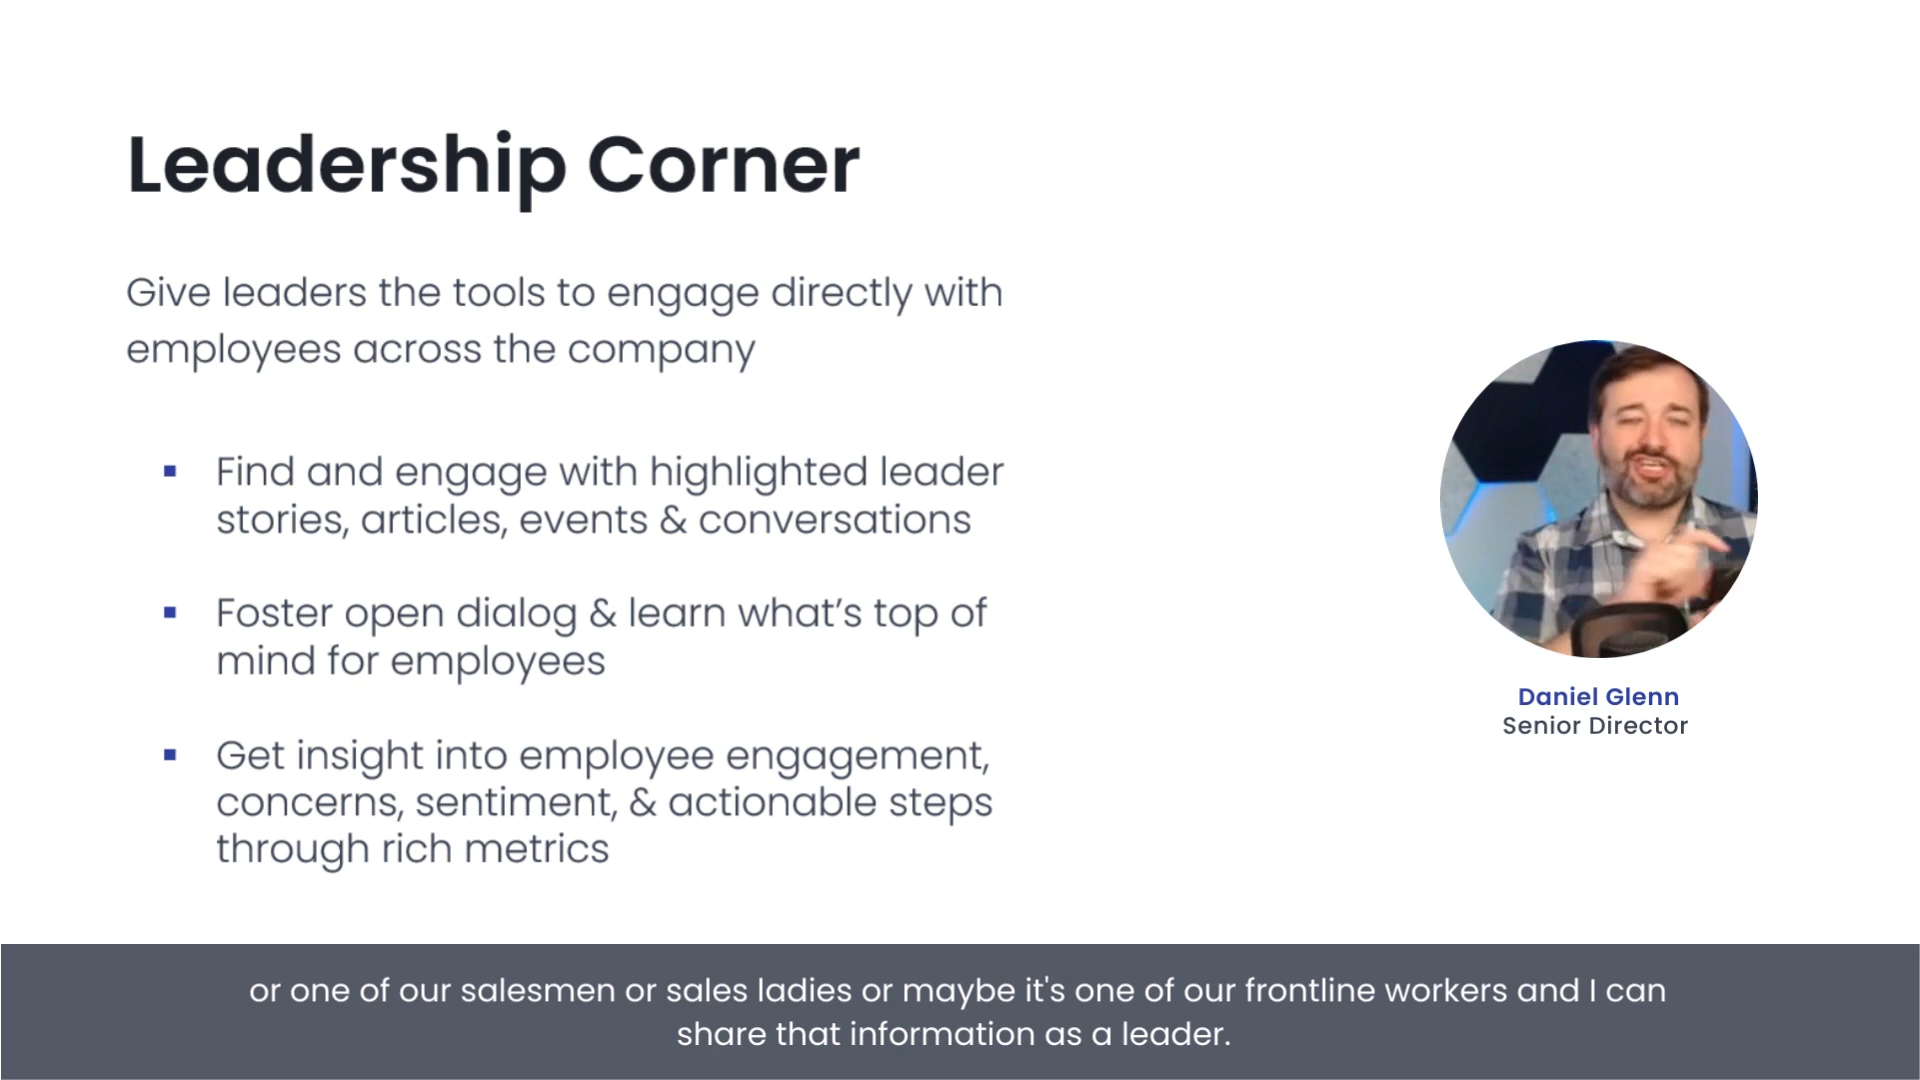 Leadership Corner
Give leaders the tools to engage directly with
employees across the company
▪ Find and engage with highlighted leader
stories, articles, events & conversations
▪ Foster open dialog & learn what’s top of
mind for employees
▪ Get insight into employee engagement,
concerns, sentiment, & actionable steps
through rich metrics
Daniel Glenn
Senior Director
or one of our salesmen or sales ladies or maybe it's one of our frontline workers and I can
share that information as a leader.